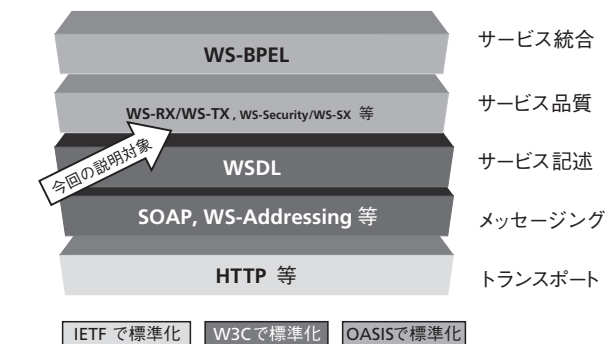 WS-BPEL
サービス統合
WS-RX/WS-TX , WS-Security/WS-SX 等
サービス品質
今回の説明対象
WSDL
サービス記述
SOAP, WS-Addressing 等
メッセージング
HTTP 等
トランスポート
IETF で標準化
W3Cで標準化
OASISで標準化